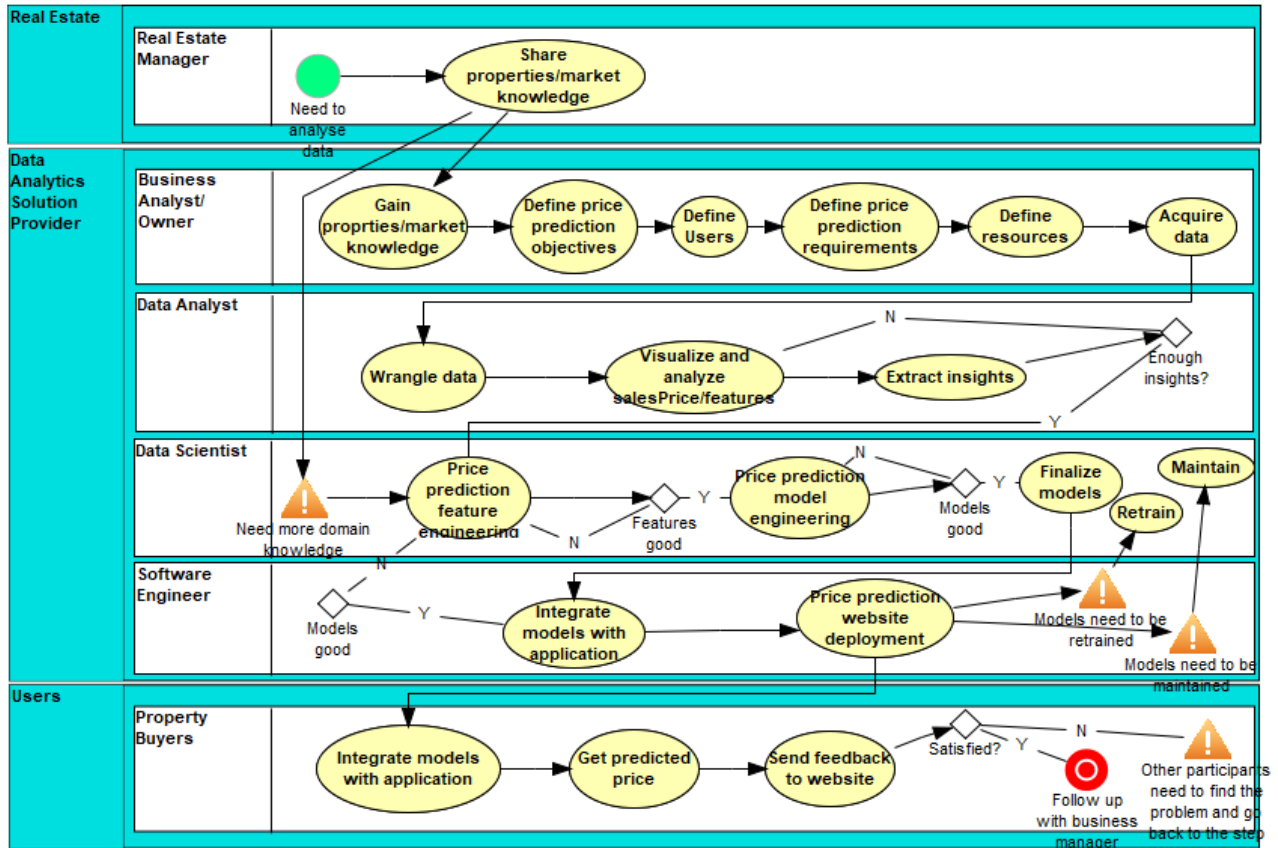 Real Estate
Real Estate
Manager
Share
properties/market
knowledge
Need to
analyse
data
Data
Analytics
Solution
Provider
Business
Analyst/
Owner
Gain
proprties/market
knowledge
Define price
prediction
objectives
Define
Users
Define price
prediction
requirements
Define
resources
Acquire
data
Data Analyst
Wrangle data
Visualize and
analyze
salesPrice/features
Extract insights
N
Enough
insights?
Y
Data Scientist
Need more domain
knowledge
Price
prediction
feature
engineering
N
Features
good
Y
Price prediction
model
engineering
N
Models
good
Y
Finalize
models
Retrain
Maintain
Software
Engineer
N
Models
good
Y
Integrate
models with
application
Price prediction
website
deployment
Models need to be
retrained
Models need to be
maintained
Users
Property
Buyers
Integrate models
with application
Get predicted
price
Send feedback
to website
Satisfied?
Y
N
Follow up
with business
manager
Other participants
need to find the
problem and go
back to the step